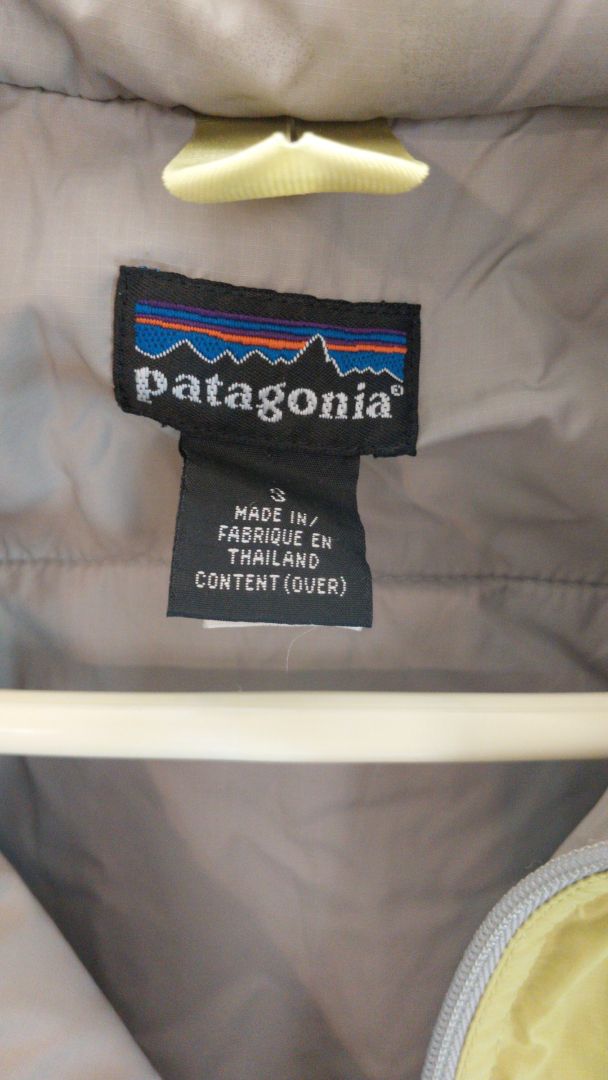 patagonia®
S
MADE IN/
FABRIQUE EN
THAILAND
CONTENT (OVER)